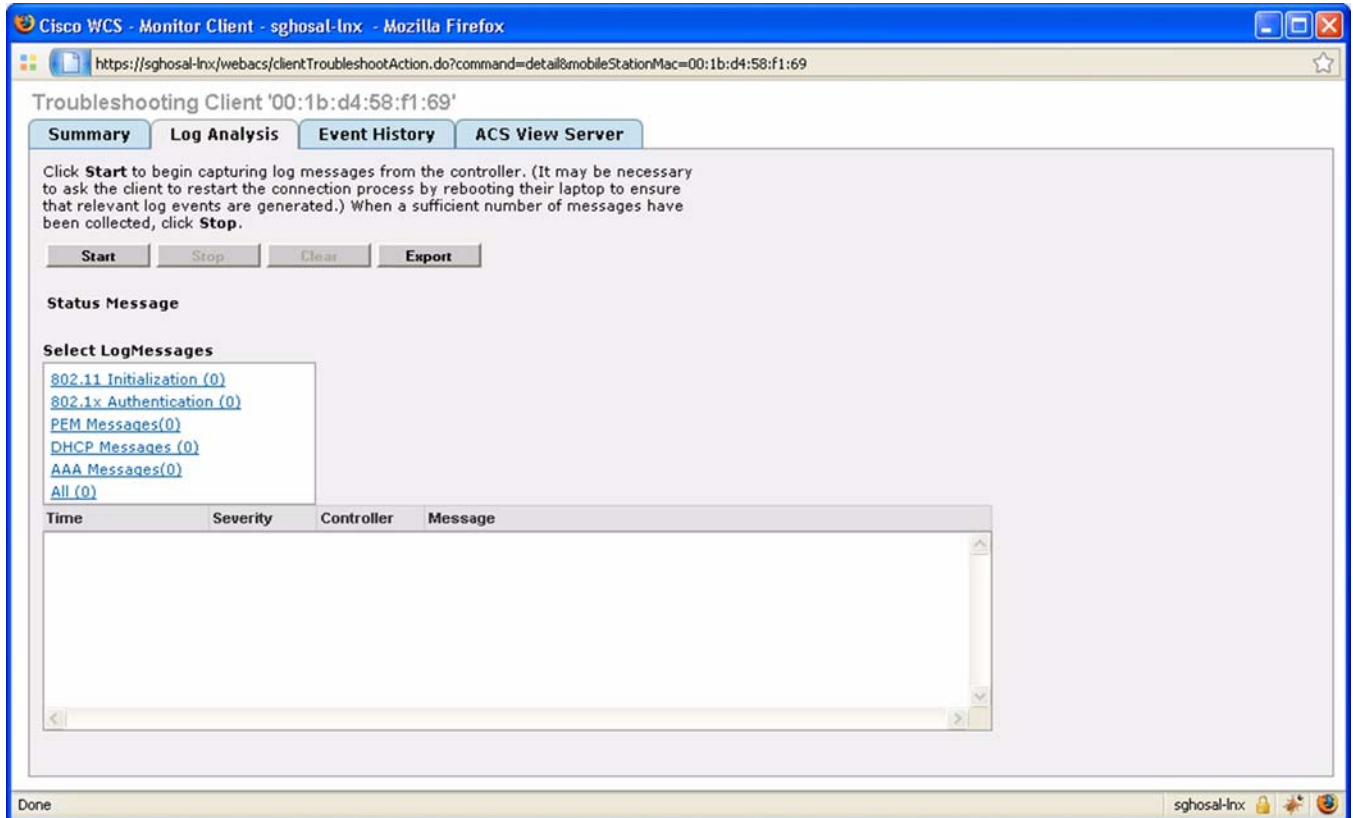 Cisco WCS - Monitor Client - sghosal-lnx - Mozilla Firefox
https://sghosal-lnx/webacs/clientTroubleshootAction.do?command=detail&mobileStationMac=00:1b:d4:58:f1:69
Troubleshooting Client '00:1b:d4:58:f1:69'
Summary Log Analysis Event History ACS View Server
Click Start to begin capturing log messages from the controller. (It may be necessary
to ask the client to restart the connection process by rebooting their laptop to ensure
that relevant log events are generated.) When a sufficient number of messages have
been collected, click Stop.
Start Stop Clear Export
Status Message
Select LogMessages
802.11 Initialization (0)
802.1x Authentication (0)
PEM Messages(0)
DHCP Messages (0)
AAA Messages(0)
All (0)
Time Severity Controller Message
Done sghosal-lnx